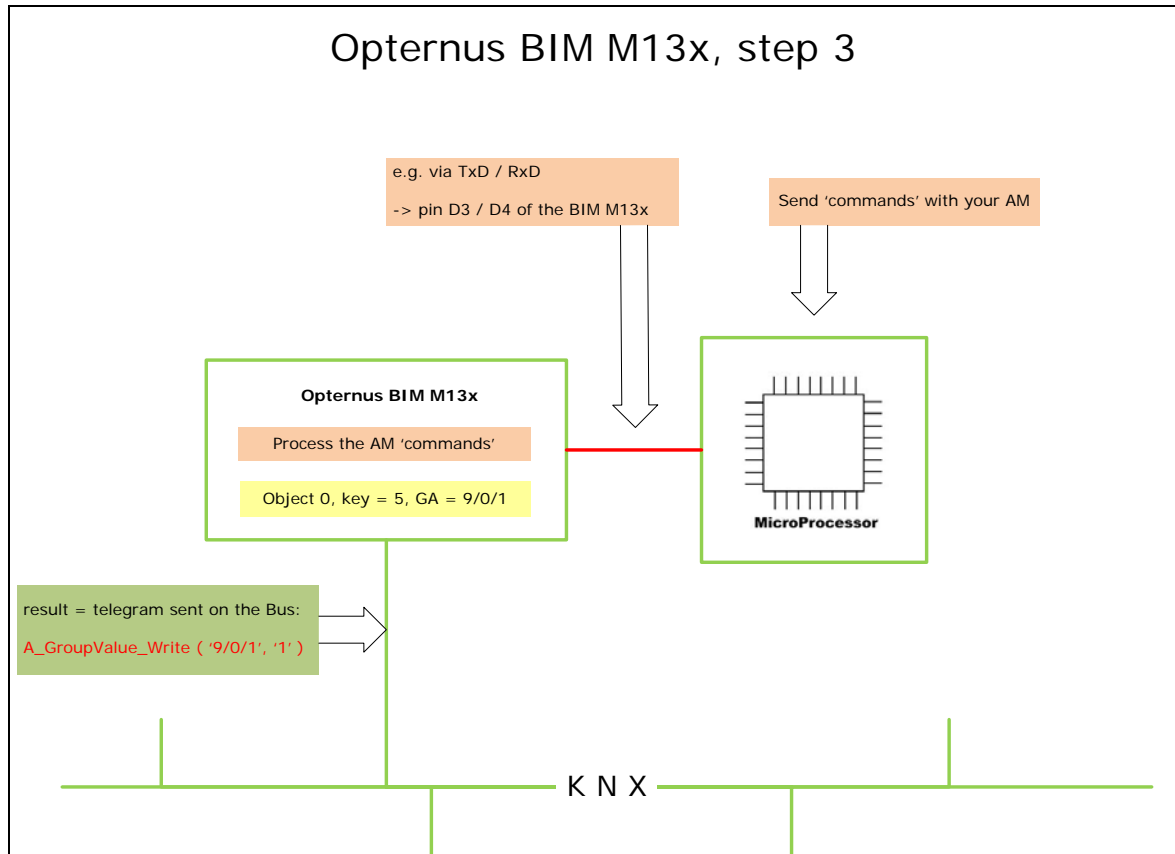 Opternus BIM M13x, step 3
e.g. via TxD / RxD
-> pin D3 / D4 of the BIM M13x
Send ‘commands’ with your AM
Opternus BIM M13x
Process the AM ‘commands’
Object 0, key = 5, GA = 9/0/1
MicroProcessor
result = telegram sent on the Bus:
A_GroupValue_Write ( ‘9/0/1’, ‘1’ )
K N X